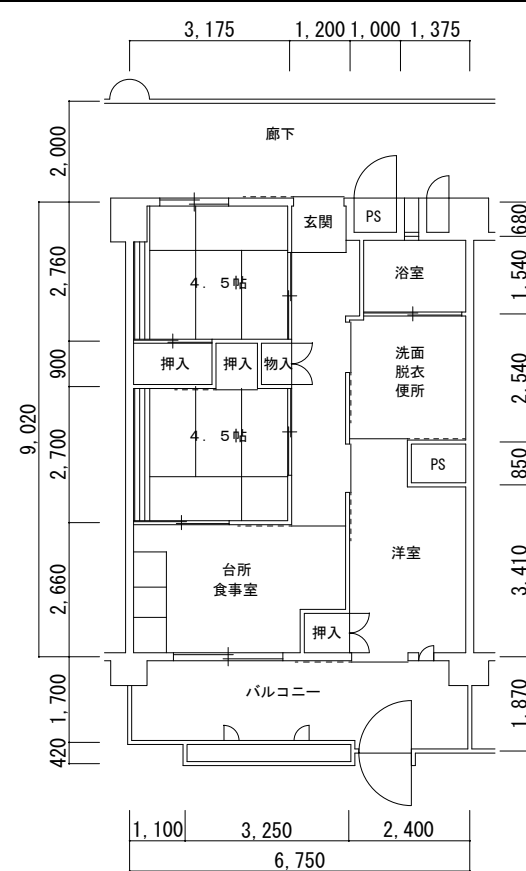 3,175
1,200
1,000
1,375
2,000
廊下
玄関
PS
680
2,760
4．5帖
浴室
1,540
900
押入
押入
物入
洗面
脱衣
便所
2,540
9,020
2,700
4．5帖
PS
850
2,660
台所
食事室
洋室
3,410
押入
1,700
バルコニー
1,870
420
1,100
3,250
2,400
6,750